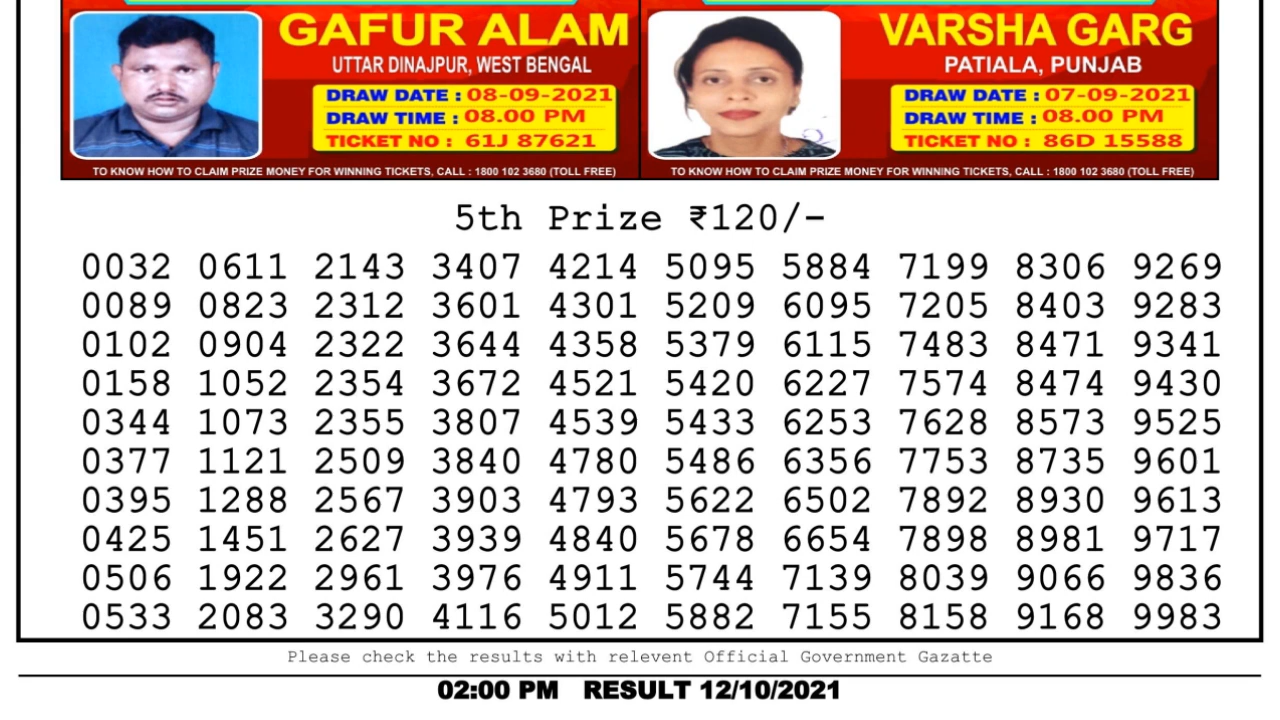 GAFUR ALAM
UTTAR DINAJPUR, WEST BENGAL
DRAW DATE : 08-09-2021
DRAW TIME : 08.00 PM
TICKET NO : 61J 87621
TO KNOW HOW TO CLAIM PRIZE MONEY FOR WINNING TICKETS, CALL : 1800 102 3680 (TOLL FREE)
VARSHA GARG
PATIALA, PUNJAB
DRAW DATE : 07-09-2021
DRAW TIME : 08.00 PM
TICKET NO : 86D 15588
TO KNOW HOW TO CLAIM PRIZE MONEY FOR WINNING TICKETS, CALL : 1800 102 3680 (TOLL FREE)
5th Prize ₹120/-
0032 0611 2143 3407 4214 5095 5884 7199 8306 9269
0089 0823 2312 3601 4301 5209 6095 7205 8403 9283
0102 0904 2322 3644 4358 5379 6115 7483 8471 9341
0158 1052 2354 3672 4521 5420 6227 7574 8474 9430
0344 1073 2355 3807 4539 5433 6253 7628 8573 9525
0377 1121 2509 3840 4780 5486 6356 7753 8735 9601
0395 1288 2567 3903 4793 5622 6502 7892 8930 9613
0425 1451 2627 3939 4840 5678 6654 7898 8981 9717
0506 1922 2961 3976 4911 5744 7139 8039 9066 9836
0533 2083 3290 4116 5012 5882 7155 8158 9168 9983
Please check the results with relevent Official Government Gazatte
02:00 PM RESULT 12/10/2021